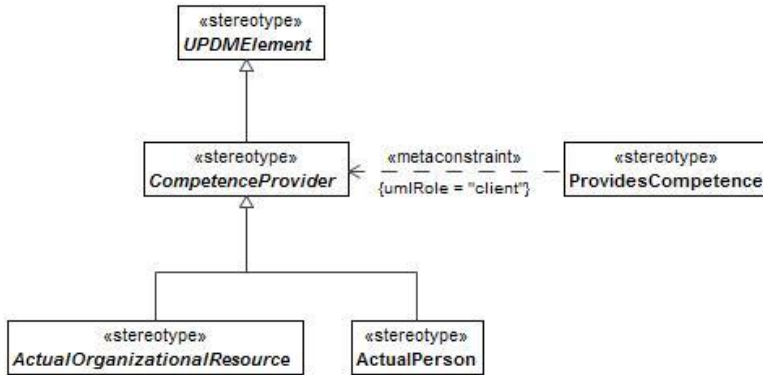 «stereotype»
UPDMElement
«stereotype»
CompetenceProvider
«metaconstraint»
{umlRole = "client"}
«stereotype»
ProvidesCompetence
«stereotype»
ActualOrganizationalResource
«stereotype»
ActualPerson